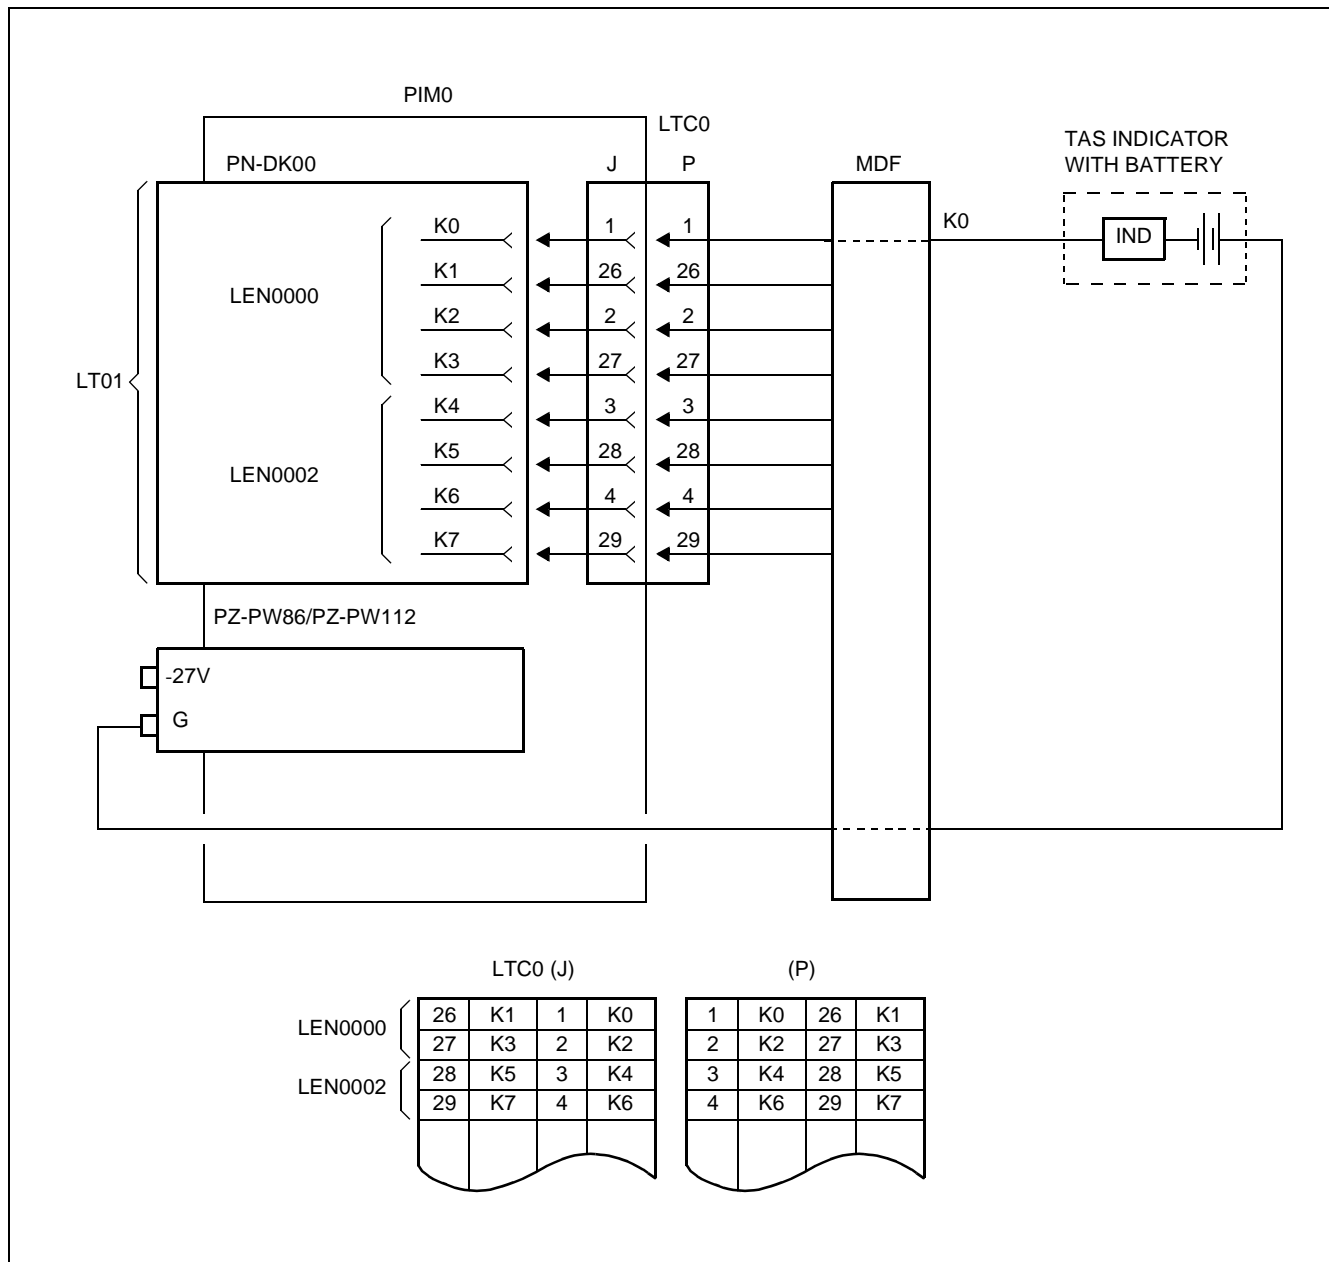 PIM0
LTC0
TAS INDICATOR
WITH BATTERY
PN-DK00
J
P
MDF
K0
1
1
K0
IND
K1
26
26
LEN0000
K2
2
2
K3
27
27
LT01
K4
3
3
K5
28
28
LEN0002
K6
4
4
K7
29
29
PZ-PW86/PZ-PW112
-27V
G
LTC0 (J)
(P)
LEN0000
26 K1 1 K0
1 K0 26 K1
27 K3 2 K2
2 K2 27 K3
LEN0002
28 K5 3 K4
3 K4 28 K5
29 K7 4 K6
4 K6 29 K7